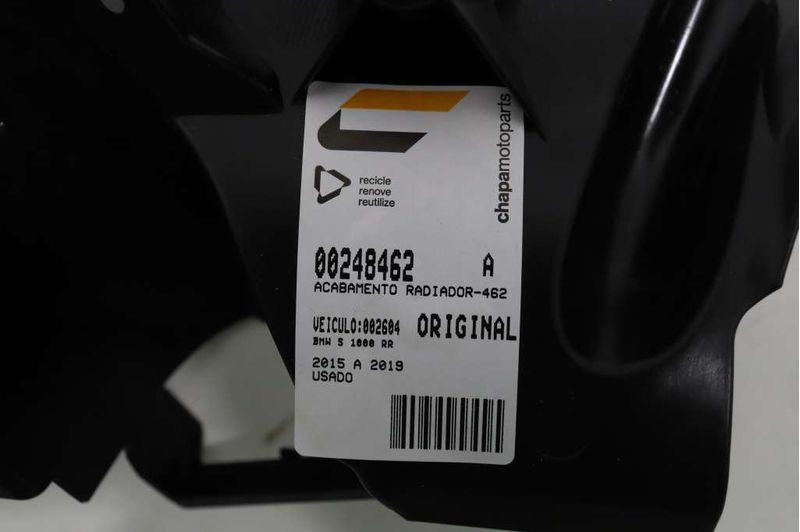 chapamotoparts
recicle
renove
reutilize
00248462 A
ACABAMENTO RADIADOR-462
VEICULO:002604 ORIGINAL
BMW S 1000 RR
2015 A 2019
USADO